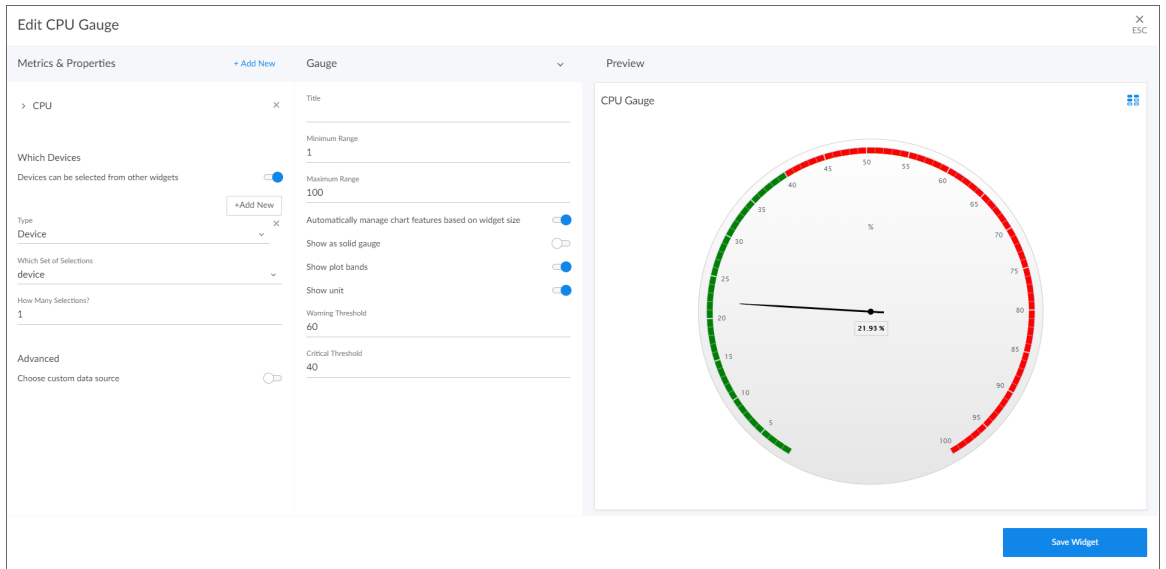 Edit CPU Gauge
× ESC
Metrics & Properties
+ Add New
> CPU ×
Which Devices
Devices can be selected from other widgets
+Add New
Type ×
Device
Which Set of Selections
device
How Many Selections?
1
Advanced
Choose custom data source
Gauge
Title
Minimum Range
1
Maximum Range
100
Automatically manage chart features based on widget size
Show as solid gauge
Show plot bands
Show unit
Warning Threshold
60
Critical Threshold
40
Preview
CPU Gauge
5
10
15
20
25
30
35
40
45
50
55
60
65
70
75
80
85
90
95
100
%
21.93 %
Save Widget